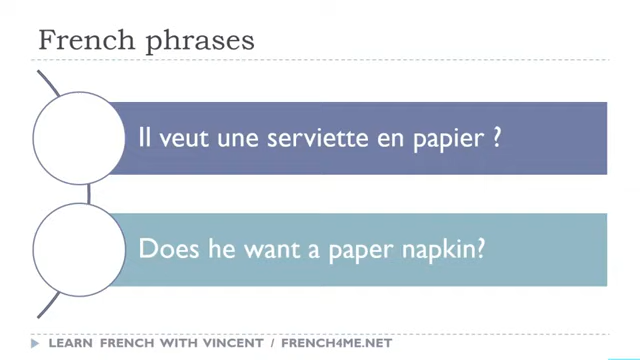 French phrases
Il veut une serviette en papier ?
Does he want a paper napkin?
LEARN FRENCH WITH VINCENT / FRENCH4ME.NET